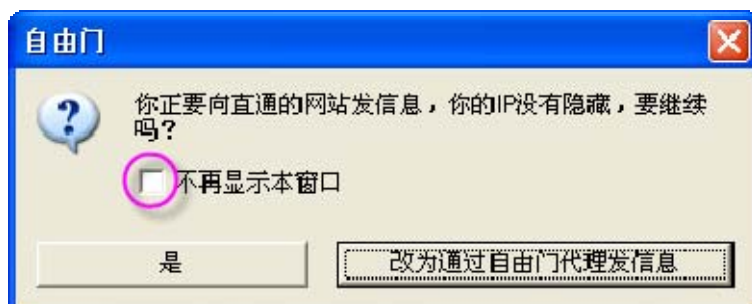 自由门
你正要向直通的网站发信息，你的IP没有隐藏，要继续
吗？
不再显示本窗口
是
改为通过自由门代理发信息